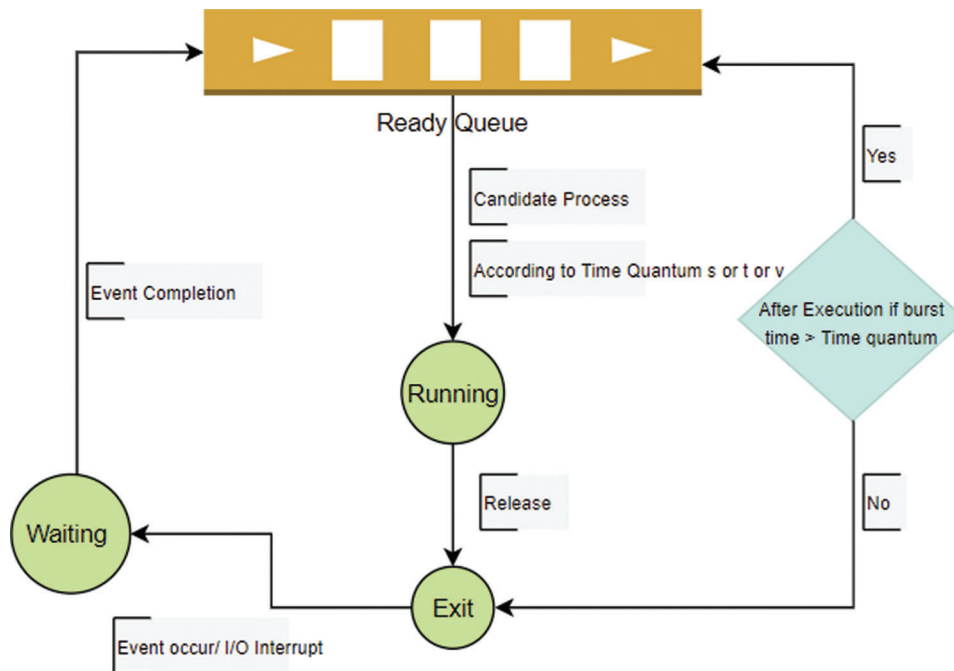 Ready Queue
Candidate Process
According to Time Quantum s or t or v
Yes
After Execution if burst
time > Time quantum
Event Completion
Running
Release
No
Waiting
Exit
Event occur/ I/O Interrupt